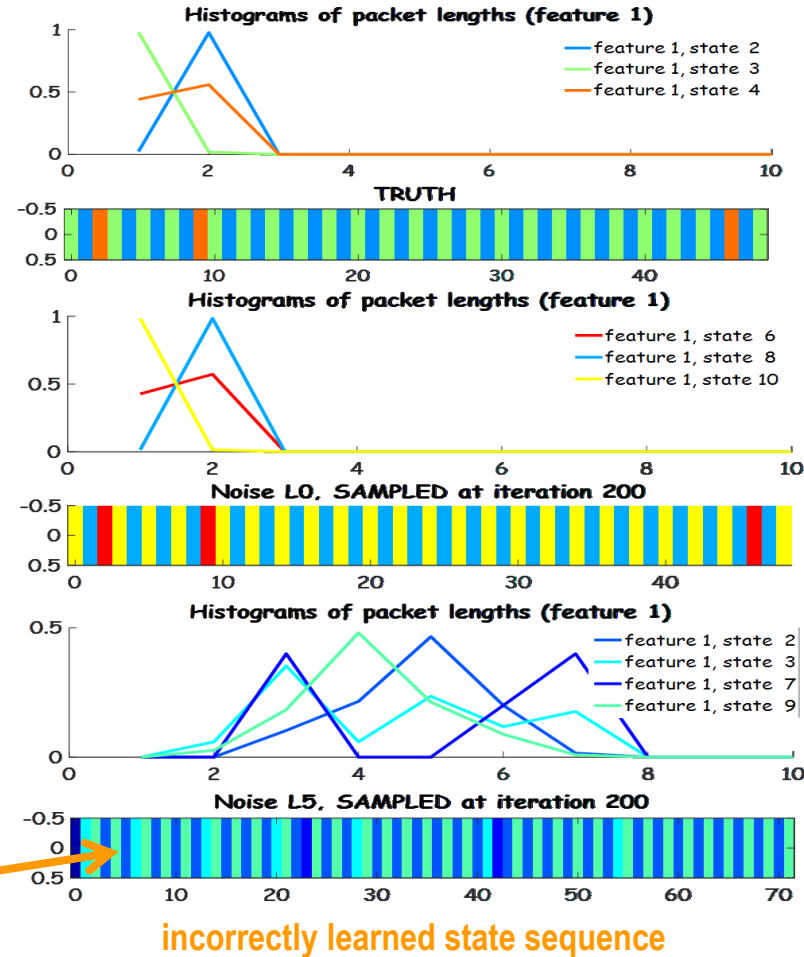 Histograms of packet lengths (feature 1)
1
0.5
0
feature 1, state 2
feature 1, state 3
feature 1, state 4
0 2 4 6 8 10
TRUTH
-0.5
0
0.5
0 10 20 30 40
Histograms of packet lengths (feature 1)
1
0.5
0
feature 1, state 6
feature 1, state 8
feature 1, state 10
0 2 4 6 8 10
Noise L0, SAMPLED at iteration 200
-0.5
0
0.5
0 10 20 30 40
Histograms of packet lengths (feature 1)
0.5
0
feature 1, state 2
feature 1, state 3
feature 1, state 7
feature 1, state 9
0 2 4 6 8 10
Noise L5, SAMPLED at iteration 200
-0.5
0
0.5
0 10 20 30 40 50 60 70
incorrectly learned state sequence